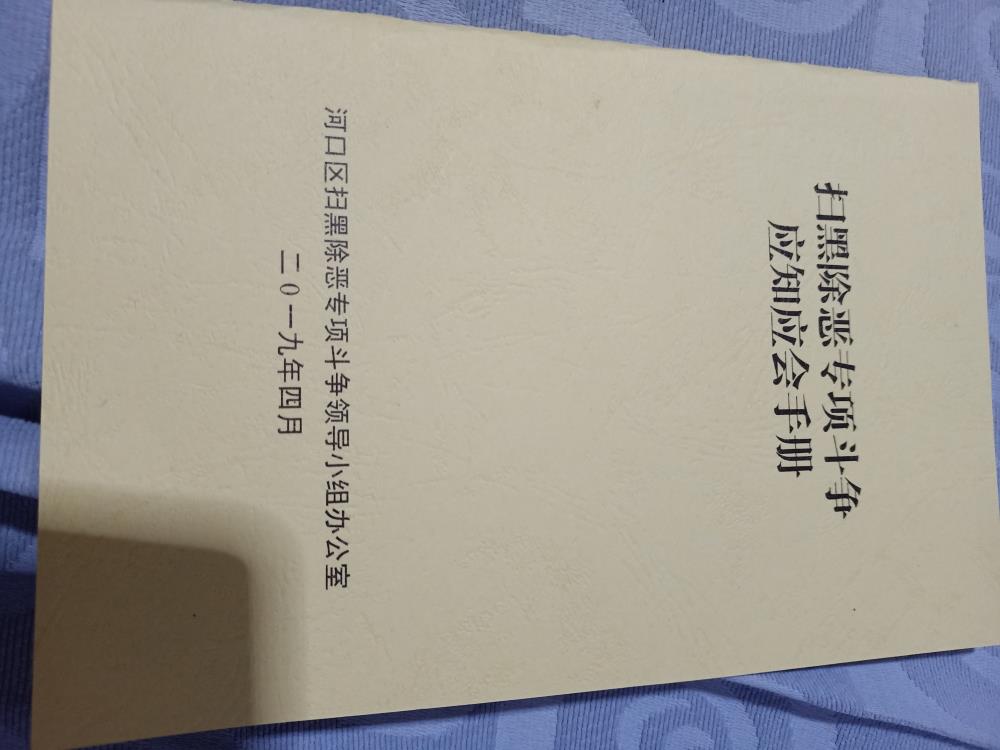 扫黑除恶专项斗争
应知应会手册
河口区扫黑除恶专项斗争领导小组办公室
二0一九年四月